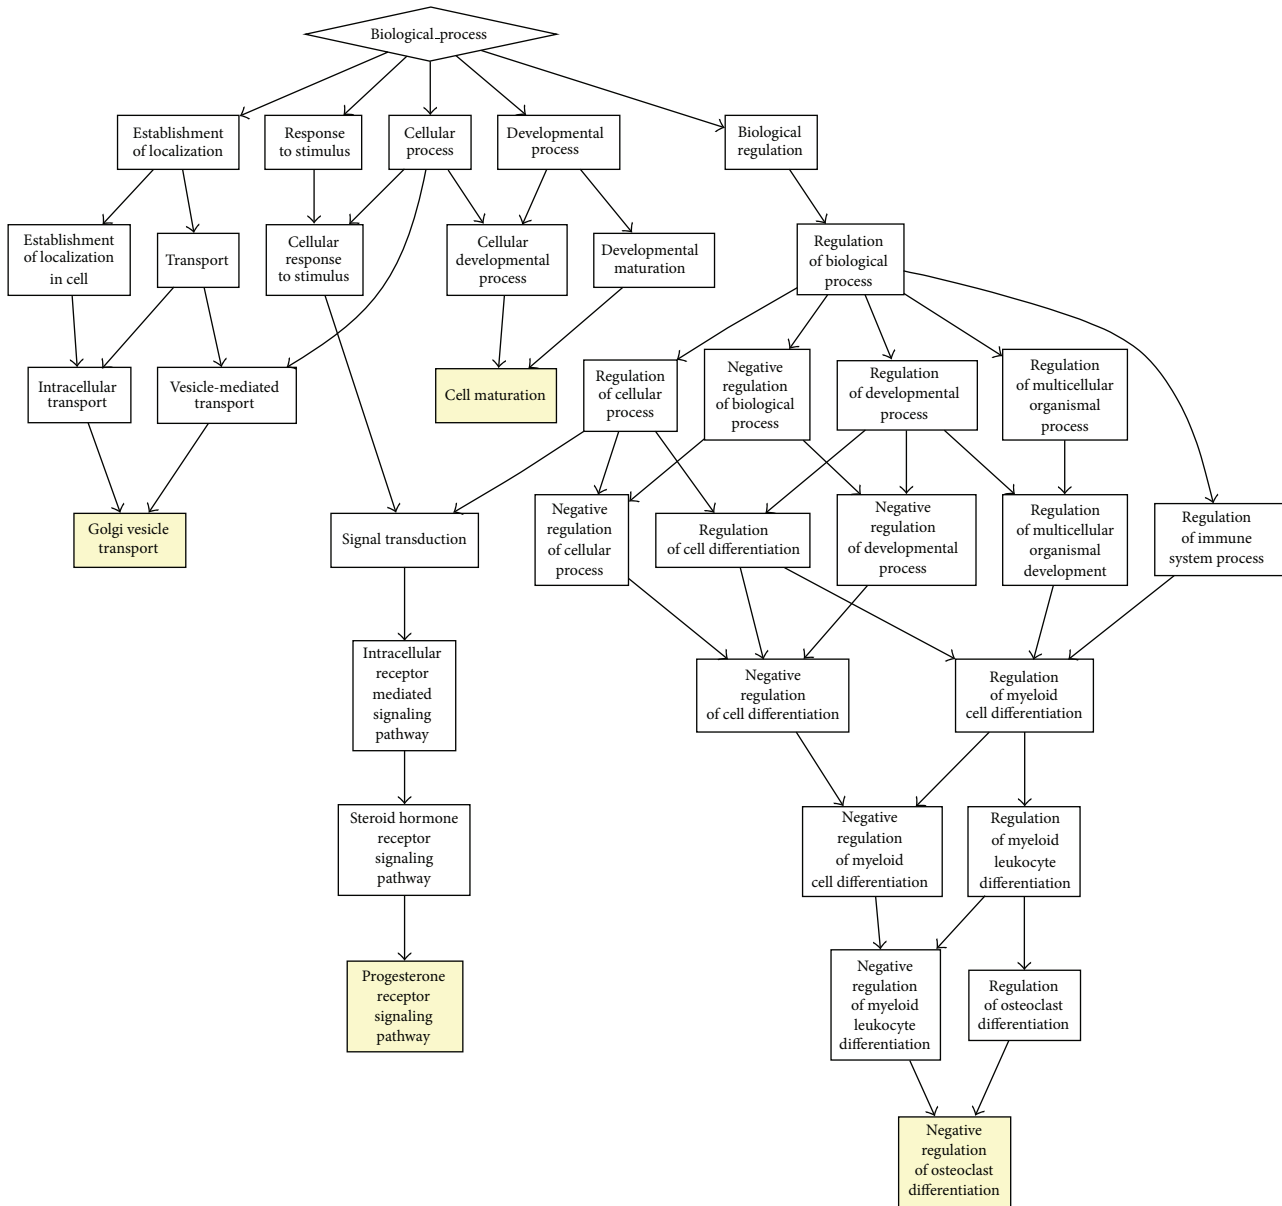 Biological_process
Establishment
of localization
Response
to stimulus
Cellular
process
Developmental
process
Biological
regulation
Establishment
of localization
in cell
Transport
Cellular
response
to stimulus
Cellular
developmental
process
Developmental
maturation
Regulation
of biological
process
Intracellular
transport
Vesicle-mediated
transport
Cell maturation
Regulation
of cellular
process
Negative
regulation
of biological
process
Regulation
of developmental
process
Regulation
of multicellular
organismal
process
Golgi vesicle
transport
Signal transduction
Negative
regulation
of cellular
process
Regulation
of cell differentiation
Negative
regulation
of developmental
process
Regulation
of multicellular
organismal
development
Regulation
of immune
system process
Intracellular
receptor
mediated
signaling
pathway
Negative
regulation
of cell differentiation
Regulation
of myeloid
cell differentiation
Steroid hormone
receptor
signaling
pathway
Negative
regulation
of myeloid
cell differentiation
Regulation
of myeloid
leukocyte
differentiation
Progesterone
receptor
signaling
pathway
Negative
regulation
of myeloid
leukocyte
differentiation
Regulation
of osteoclast
differentiation
Negative
regulation
of osteoclast
differentiation